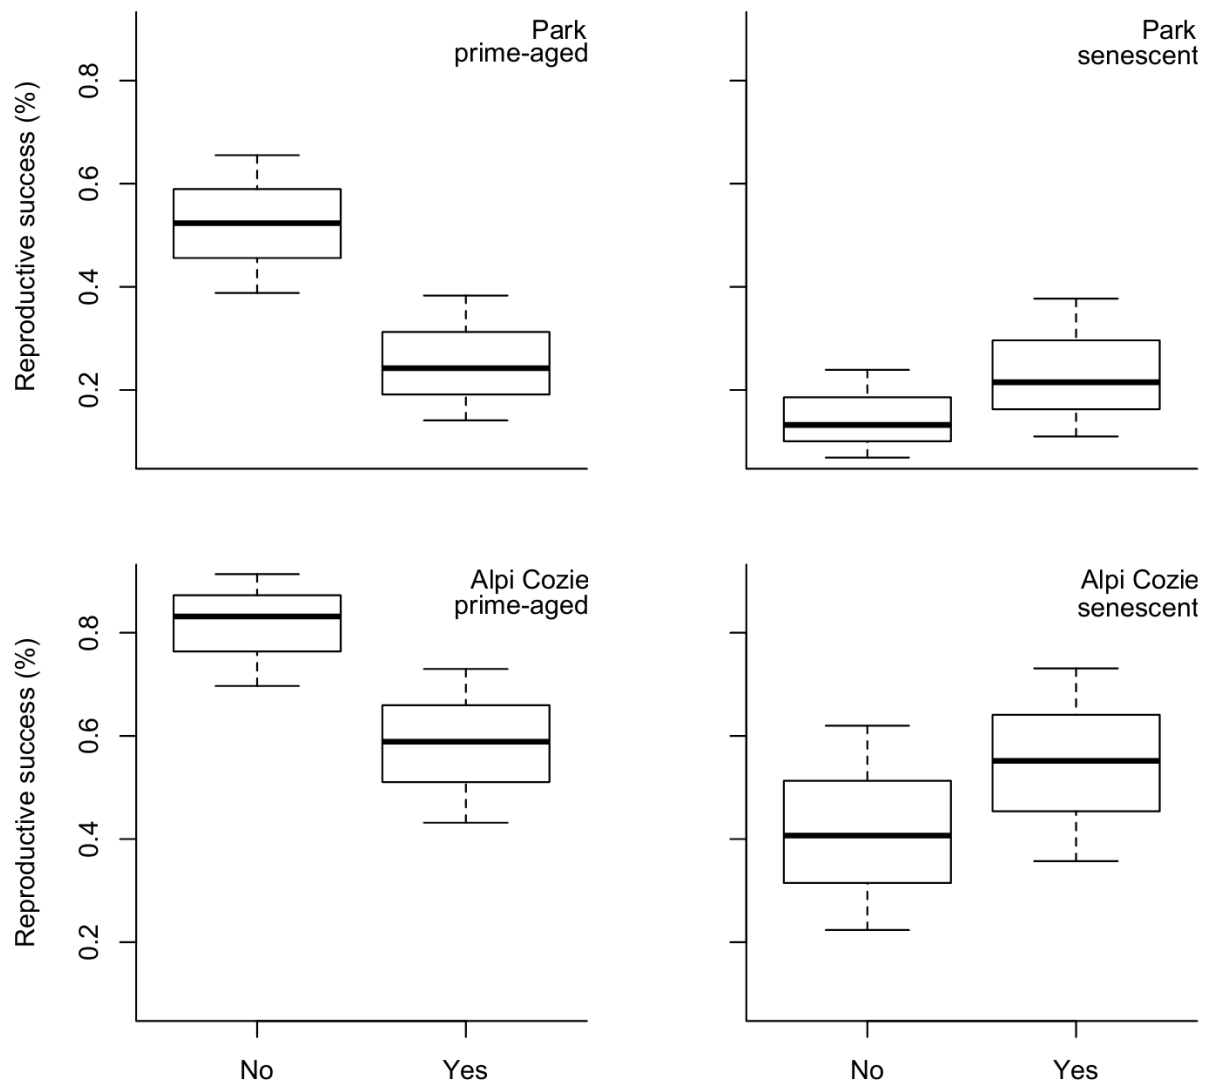 Park
prime-aged
Park
senescent
Reproductive success (%)
0.8
0.6
0.4
0.2
Alpi Cozie
prime-aged
Alpi Cozie
senescent
Reproductive success (%)
0.8
0.6
0.4
0.2
No
Yes
No
Yes